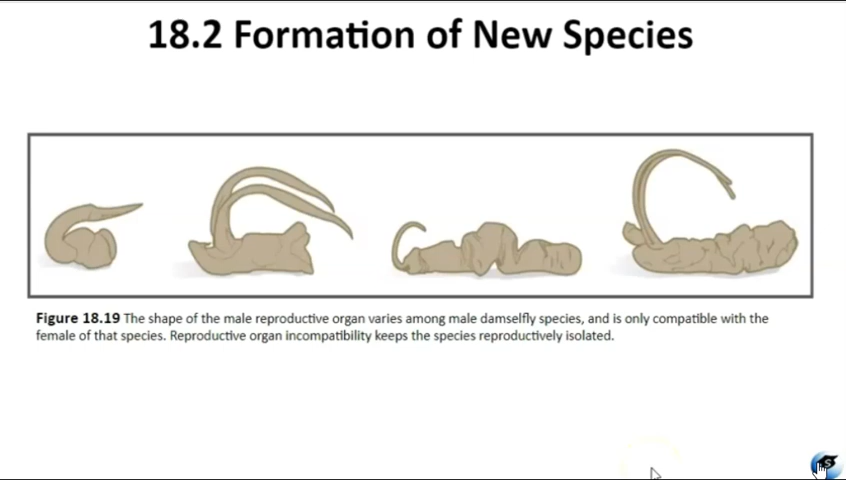 18.2 Formation of New Species
Figure 18.19 The shape of the male reproductive organ varies among male damselfly species, and is only compatible with the
female of that species. Reproductive organ incompatibility keeps the species reproductively isolated.